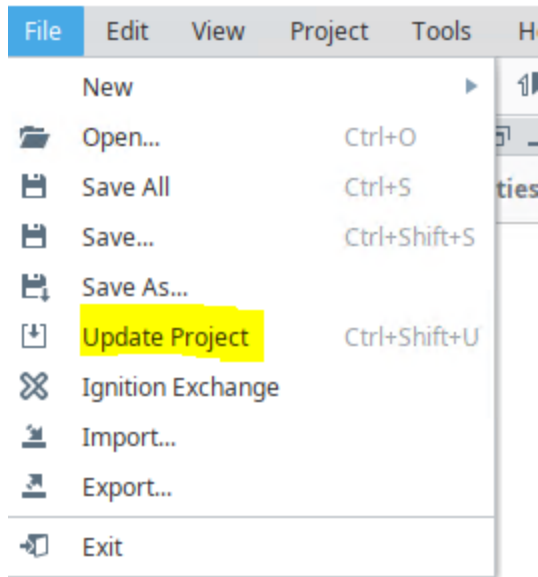 File Edit View Project Tools
New
Open... Ctrl+O
Save All Ctrl+S
Save... Ctrl+Shift+S
Save As...
Update Project Ctrl+Shift+U
Ignition Exchange
Import...
Export...
Exit